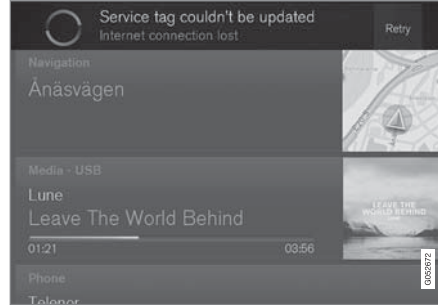 Service tag couldn't be updated
Internet connection lost
Retry
Navigation
Ånäsvägen
Media - USB
Lune
Leave The World Behind
01:21
03:56
LEAVE THE
WORLD BEHIND
Phone
Telenor
G052672